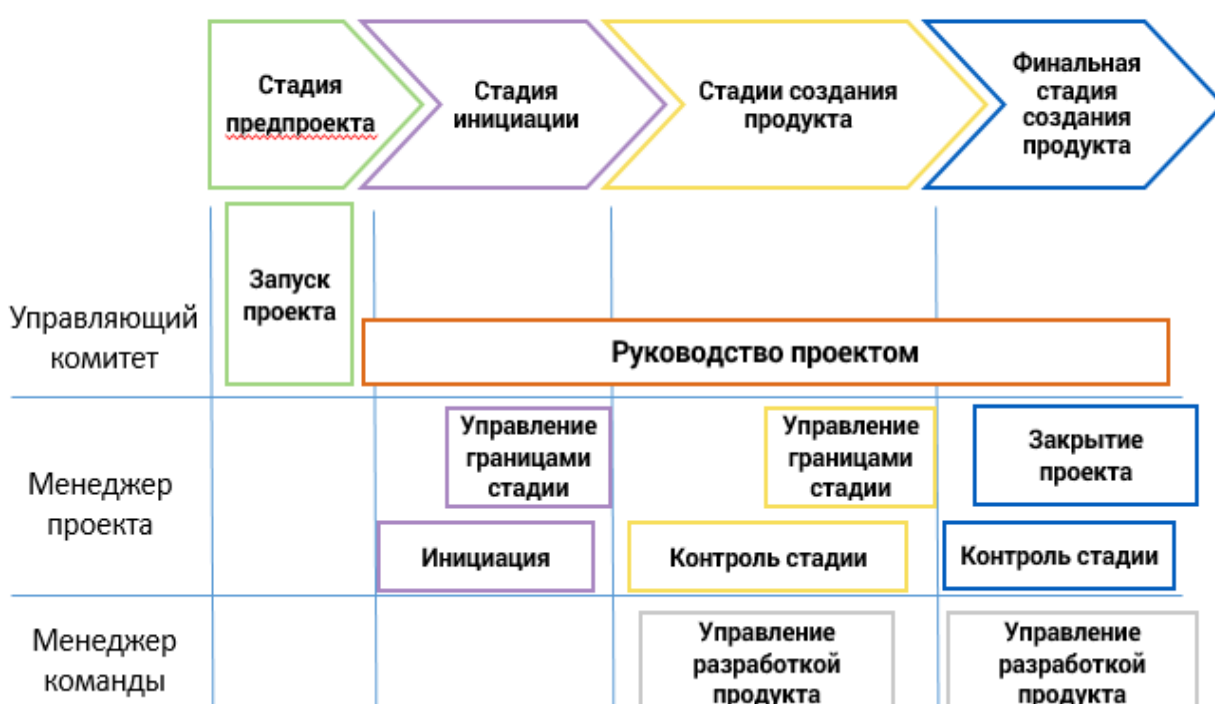 Стадия
предпроекта
Стадия
инициации
Стадии создания
продукта
Финальная
стадия
создания
продукта
Управляющий
комитет
Запуск
проекта
Руководство проектом
Менеджер
проекта
Управление
границами
стадии
Управление
границами
стадии
Закрытие
проекта
Инициация
Контроль стадии
Контроль стадии
Менеджер
команды
Управление
разработкой
продукта
Управление
разработкой
продукта